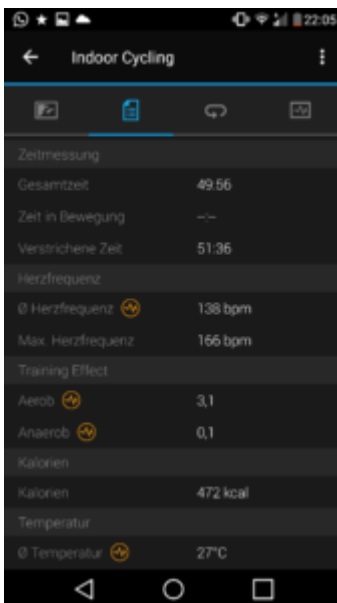 22:05
Indoor Cycling
Zeitmessung
Gesamtzeit 49:56
Zeit in Bewegung --:--
Verstrichene Zeit 51:36
Herzfrequenz
Ø Herzfrequenz 138 bpm
Max. Herzfrequenz 166 bpm
Training Effect
Aerob 3,1
Anaerob 0,1
Kalorien
Kalorien 472 kcal
Temperatur
Ø Temperatur 27°C